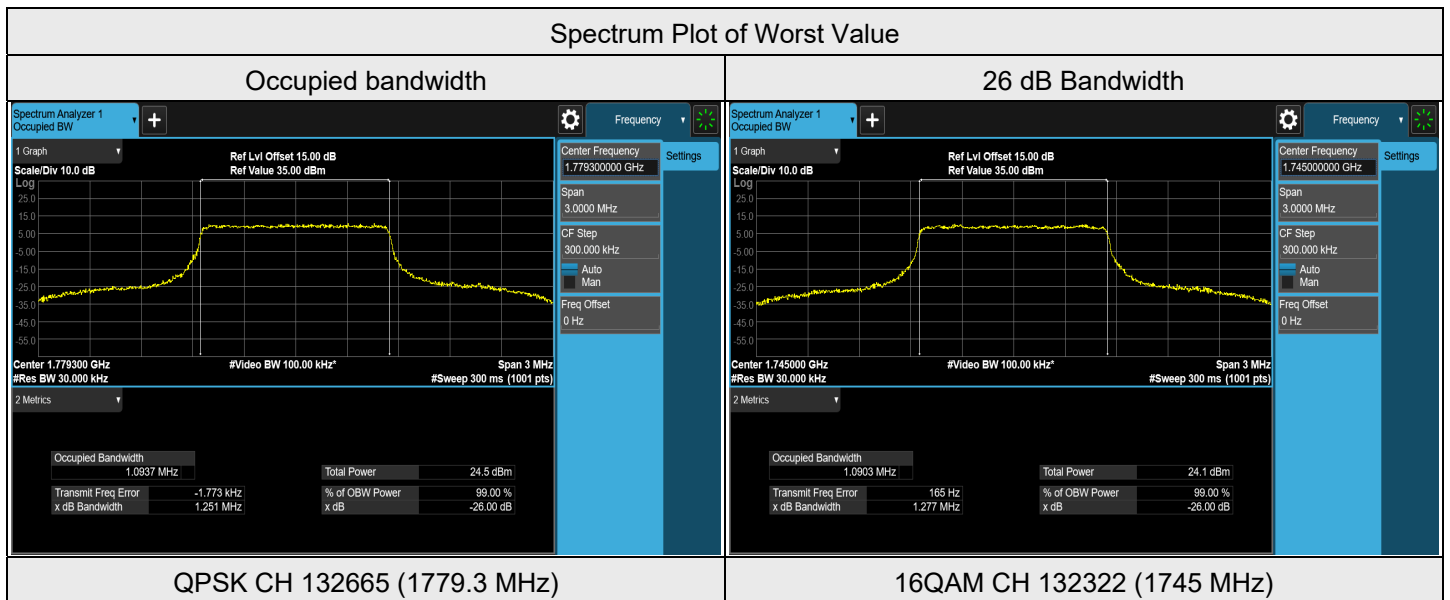 Spectrum Plot of Worst Value
Occupied bandwidth
26 dB Bandwidth
Spectrum Analyzer 1
Occupied BW
+
Frequency
1 Graph
Ref Lvl Offset 15.00 dB
Scale/Div 10.0 dB
Ref Value 35.00 dBm
Log
25.0
15.0
5.00
-5.00
-15.0
-25.0
-35.0
-45.0
-55.0
Center 1.779300 GHz
#Video BW 100.00 kHz*
Span 3 MHz
#Res BW 30.000 kHz
#Sweep 300 ms (1001 pts)
Center Frequency
1.779300000 GHz
Settings
Span
3.0000 MHz
CF Step
300.000 kHz
Auto
Man
Freq Offset
0 Hz
2 Metrics
Occupied Bandwidth
1.0937 MHz
Total Power 24.5 dBm
Transmit Freq Error -1.773 kHz
% of OBW Power 99.00 %
x dB Bandwidth 1.251 MHz
x dB -26.00 dB
Spectrum Analyzer 1
Occupied BW
+
Frequency
1 Graph
Ref Lvl Offset 15.00 dB
Scale/Div 10.0 dB
Ref Value 35.00 dBm
Log
25.0
15.0
5.00
-5.00
-15.0
-25.0
-35.0
-45.0
-55.0
Center 1.745000 GHz
#Video BW 100.00 kHz*
Span 3 MHz
#Res BW 30.000 kHz
#Sweep 300 ms (1001 pts)
Center Frequency
1.745000000 GHz
Settings
Span
3.0000 MHz
CF Step
300.000 kHz
Auto
Man
Freq Offset
0 Hz
2 Metrics
Occupied Bandwidth
1.0903 MHz
Total Power 24.1 dBm
Transmit Freq Error 165 Hz
% of OBW Power 99.00 %
x dB Bandwidth 1.277 MHz
x dB -26.00 dB
QPSK CH 132665 (1779.3 MHz)
16QAM CH 132322 (1745 MHz)